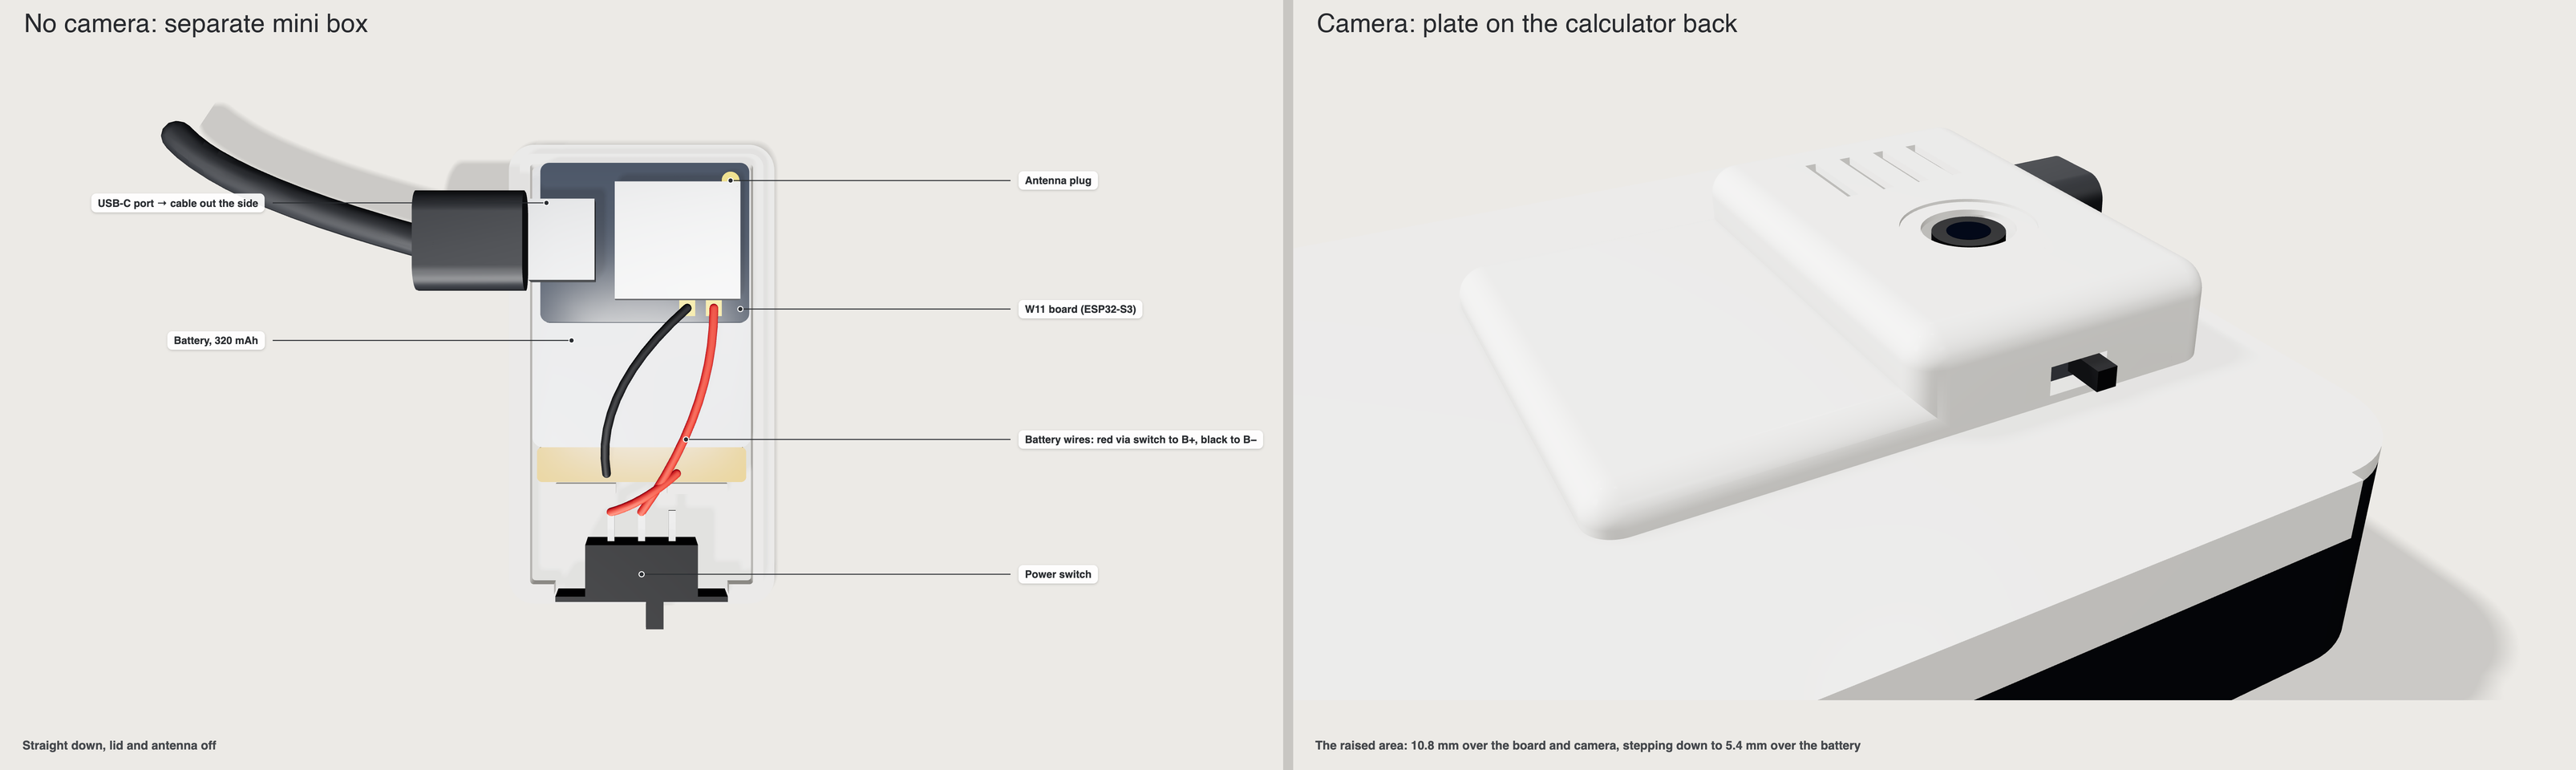 No camera: separate mini box
Camera: plate on the calculator back
Antenna plug
USB-C port → cable out the side
W11 board (ESP32-S3)
Battery, 320 mAh
Battery wires: red via switch to B+, black to B−
Power switch
Straight down, lid and antenna off
The raised area: 10.8 mm over the board and camera, stepping down to 5.4 mm over the battery